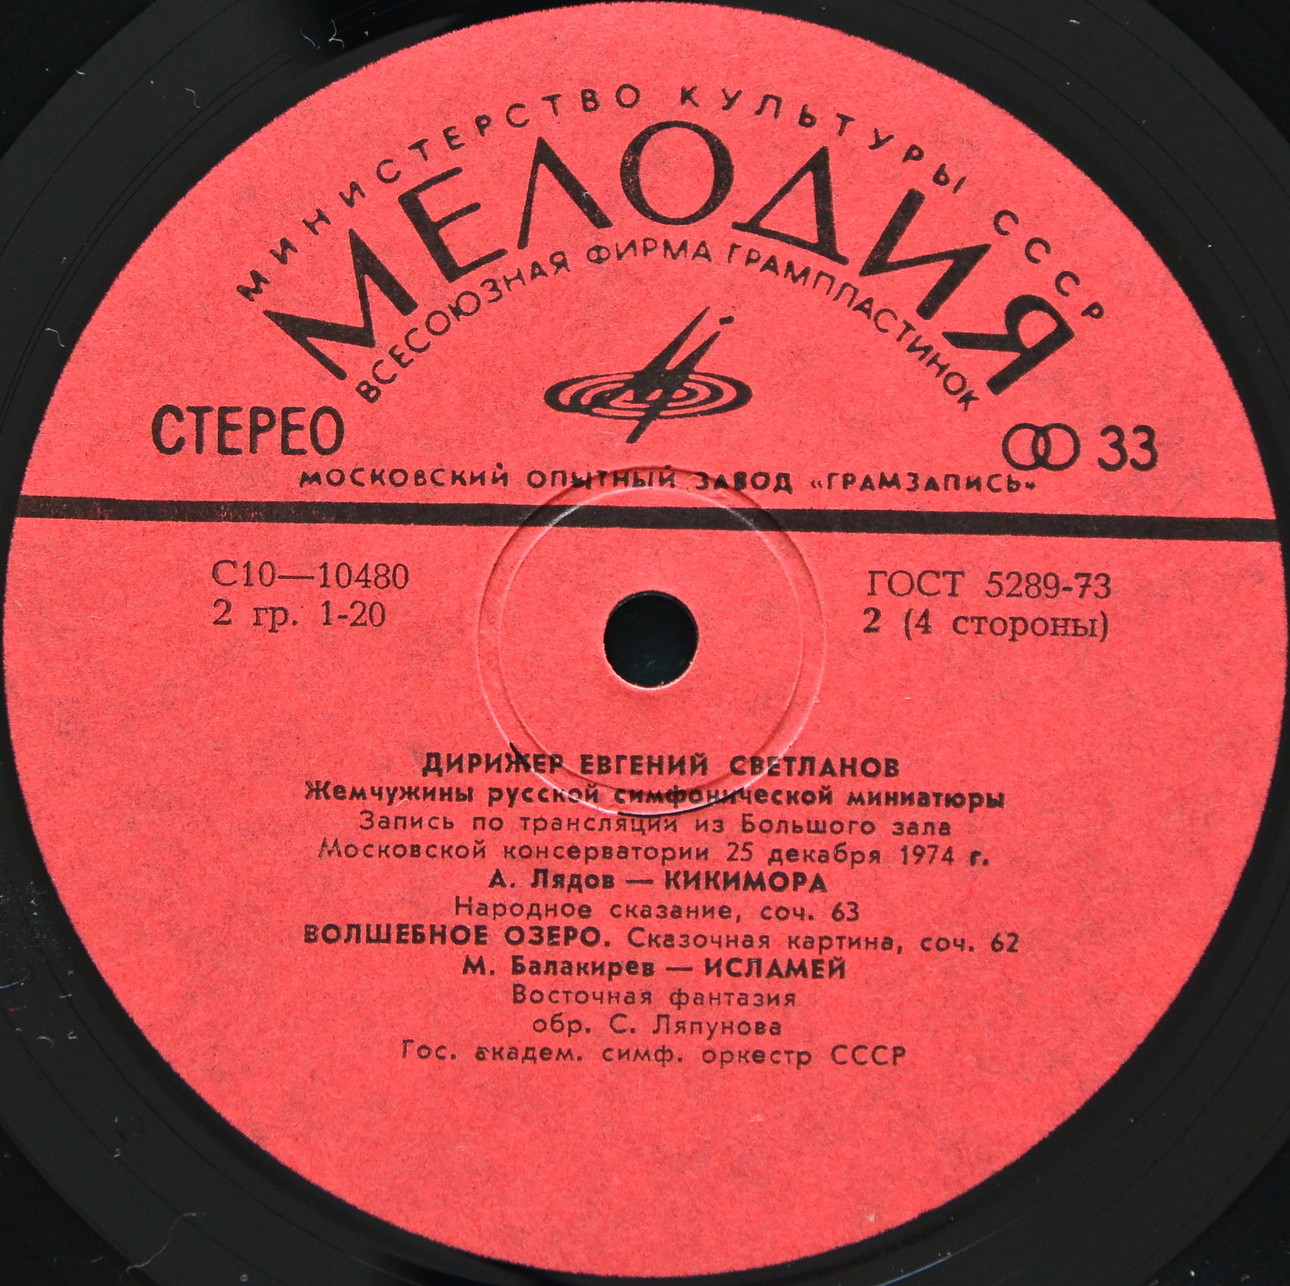 МИНИСТЕРСТВО КУЛЬТУРЫ СССР
МЕЛОДИЯ
ВСЕСОЮЗНАЯ ФИРМА ГРАМПЛАСТИНОК
СТЕРЕО
33
МОСКОВСКИЙ ОПЫТНЫЙ ЗАВОД «ГРАМЗАПИСЬ»
С10—10480
2 гр. 1-20
ГОСТ 5289-73
2 (4 стороны)
ДИРИЖЕР ЕВГЕНИЙ СВЕТЛАНОВ
Жемчужины русской симфонической миниатюры
Запись по трансляции из Большого зала
Московской консерватории 25 декабря 1974 г.
А. Лядов — КИКИМОРА
Народное сказание, соч. 63
ВОЛШЕБНОЕ ОЗЕРО. Сказочная картина, соч. 62
М. Балакирев — ИСЛАМЕЙ
Восточная фантазия
обр. С. Ляпунова
Гос. академ. симф. оркестр СССР